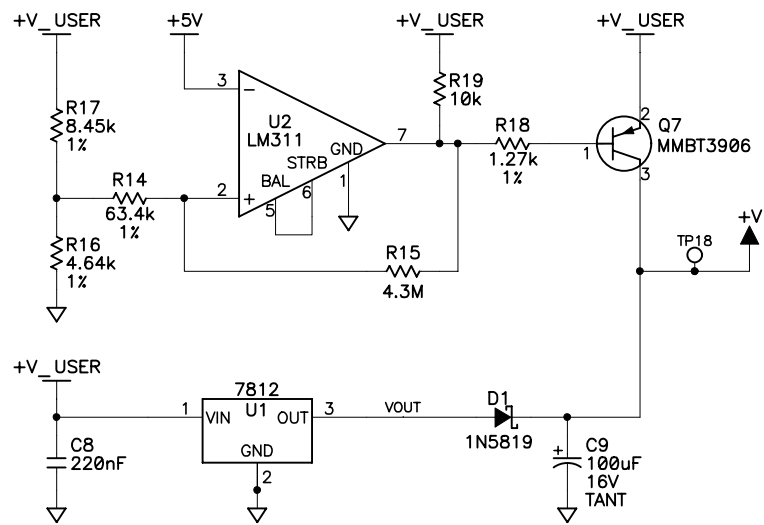 +V_USER
+5V
+V_USER
+V_USER
R17
8.45k
1%
3
U2
LM311
GND
STRB
BAL
1
6
5
7
R19
10k
R18
1.27k
1%
2
Q7
MMBT3906
1
3
R14
63.4k
1%
2
R16
4.64k
1%
R15
4.3M
TP18
+V
+V_USER
7812
1
VIN
U1
OUT
3
VOUT
GND
2
C8
220nF
D1
1N5819
+
C9
100uF
16V
TANT